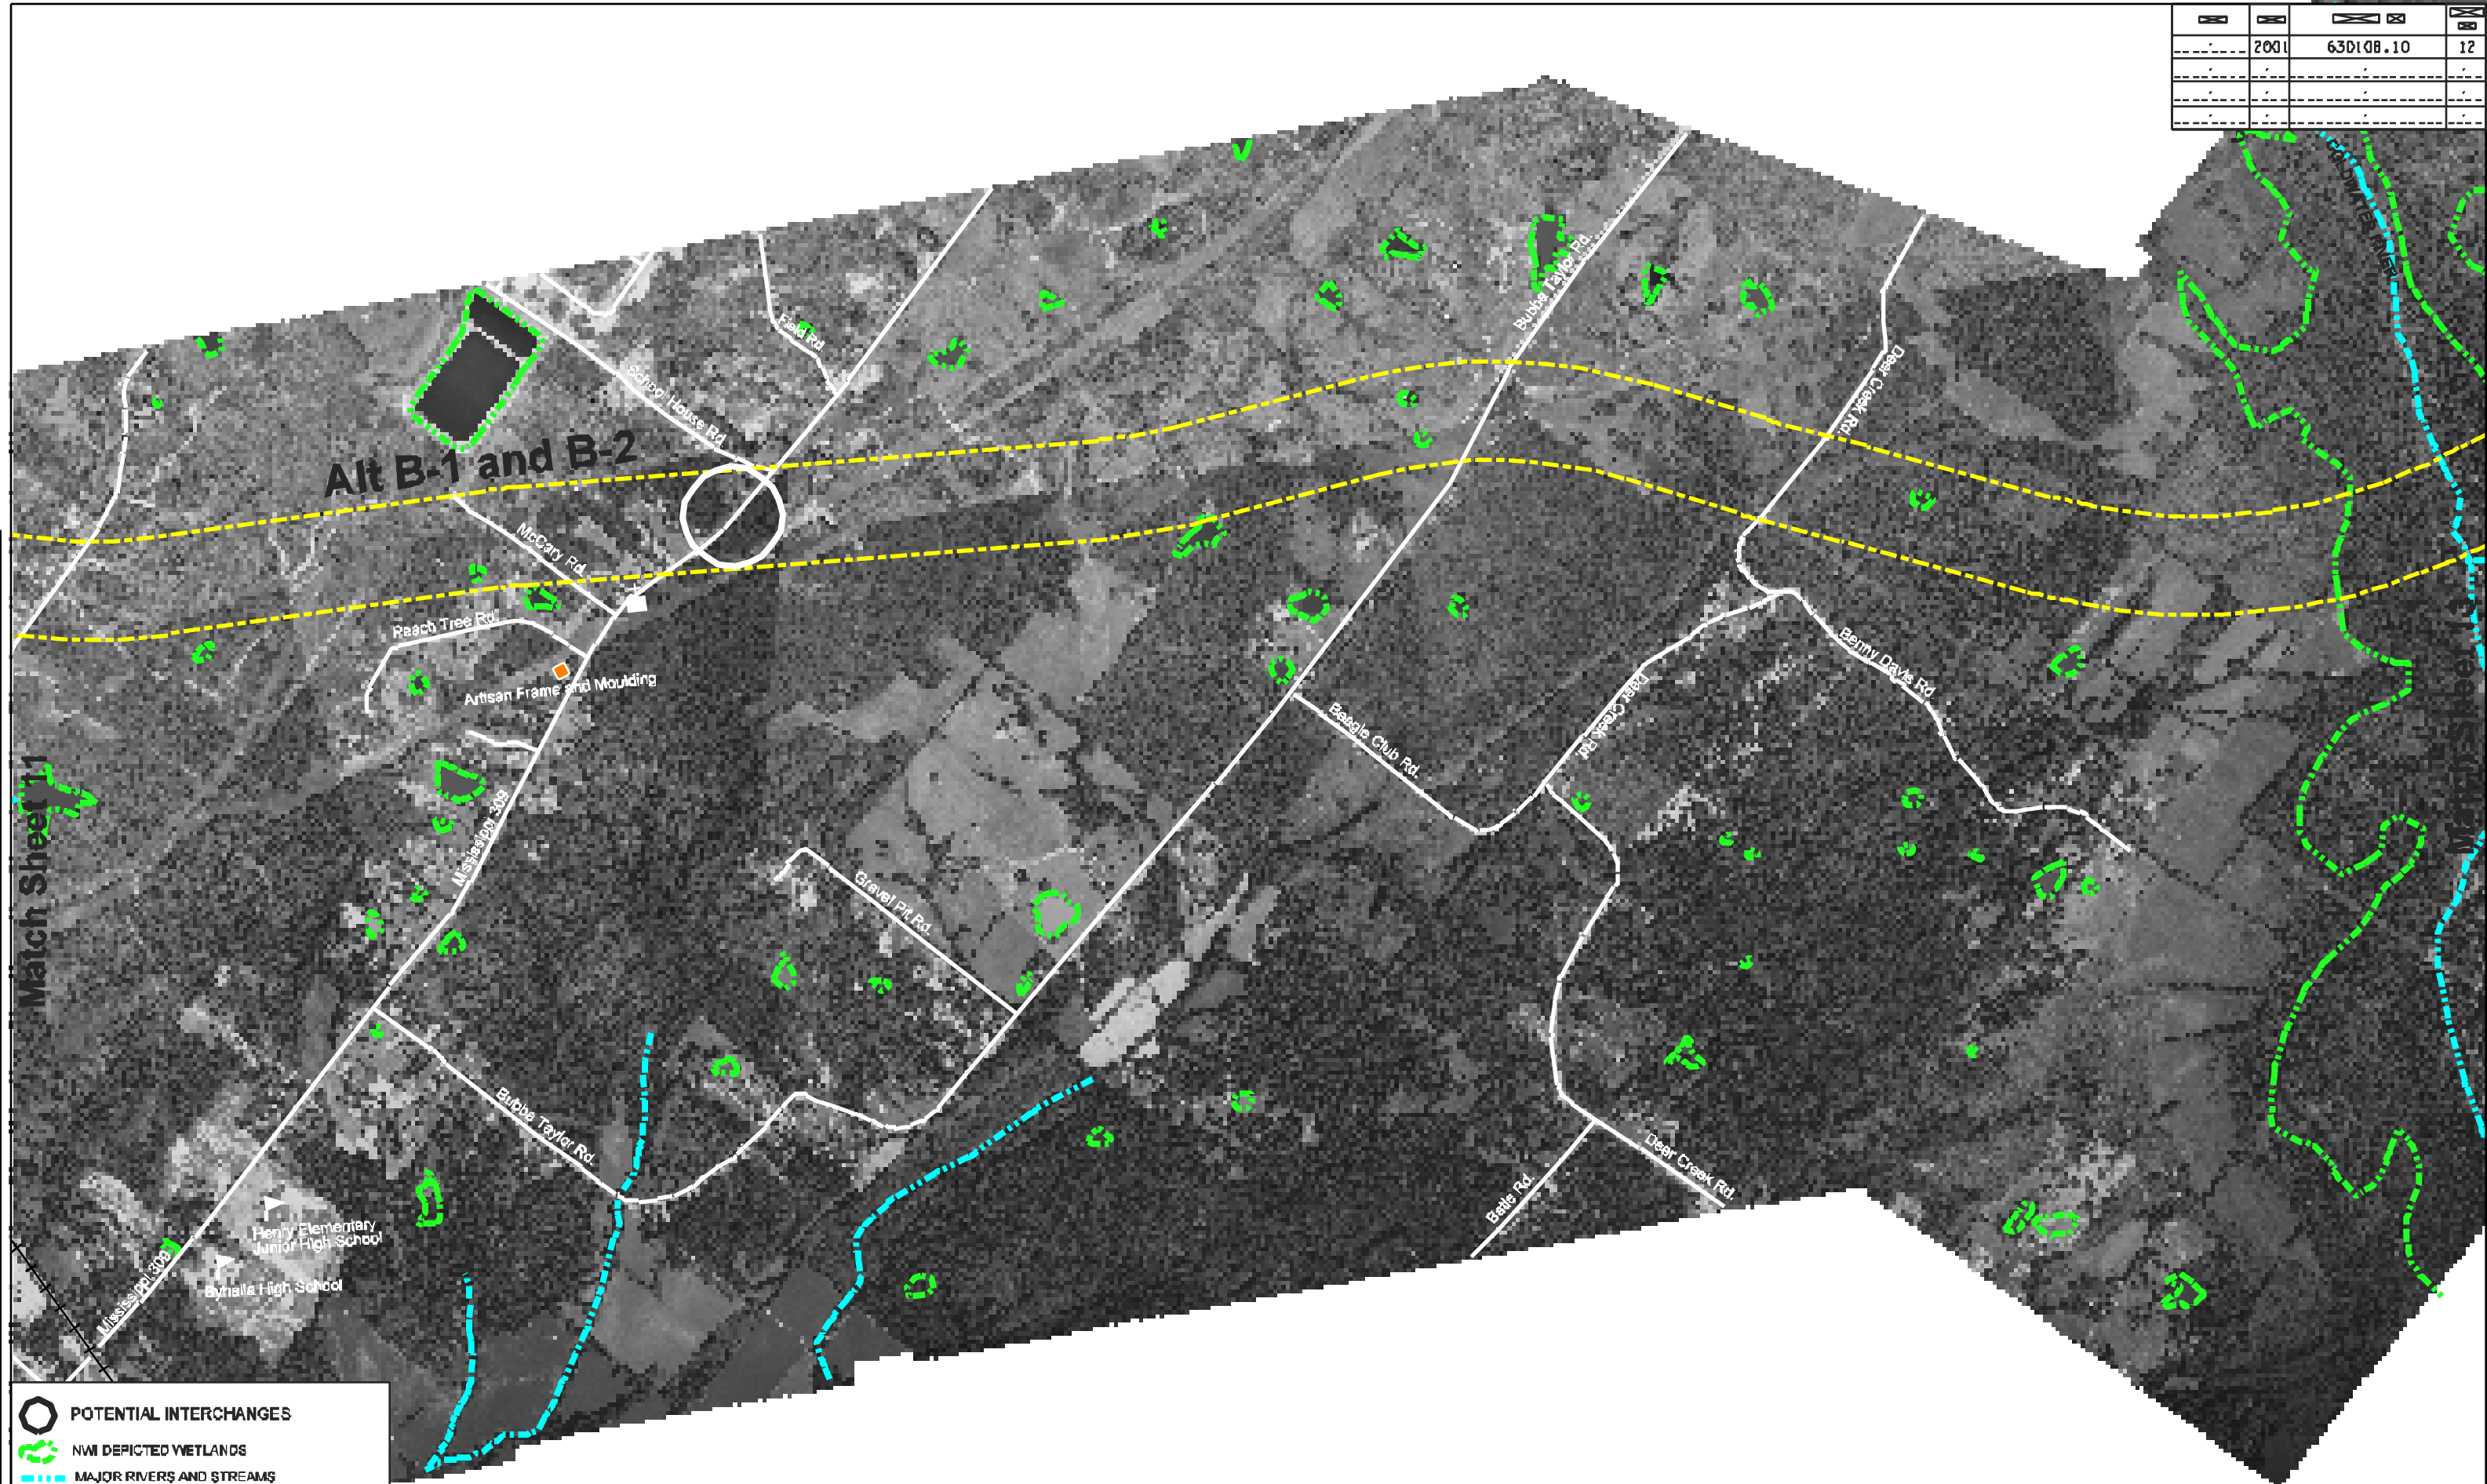 2001 630108.10 12
Bubba Taylor Rd.
Field Rd
School House Rd.
Deer Creek Rd.
Alt B-1 and B-2
McCary Rd.
Peach Tree Rd.
Artisan Frame and Moulding
Benny Davis Rd.
Deer Creek Rd.
Beagle Club Rd.
Match Sheet 11
Mississippi 309
Gravel Pit Rd.
Bubba Taylor Rd.
Deer Creek Rd.
Batle Rd.
Henry Elementary
Junior High School
Byhalia High School
Mississippi 309
POTENTIAL INTERCHANGES
NWI DEPICTED WETLANDS
MAJOR RIVERS AND STREAMS